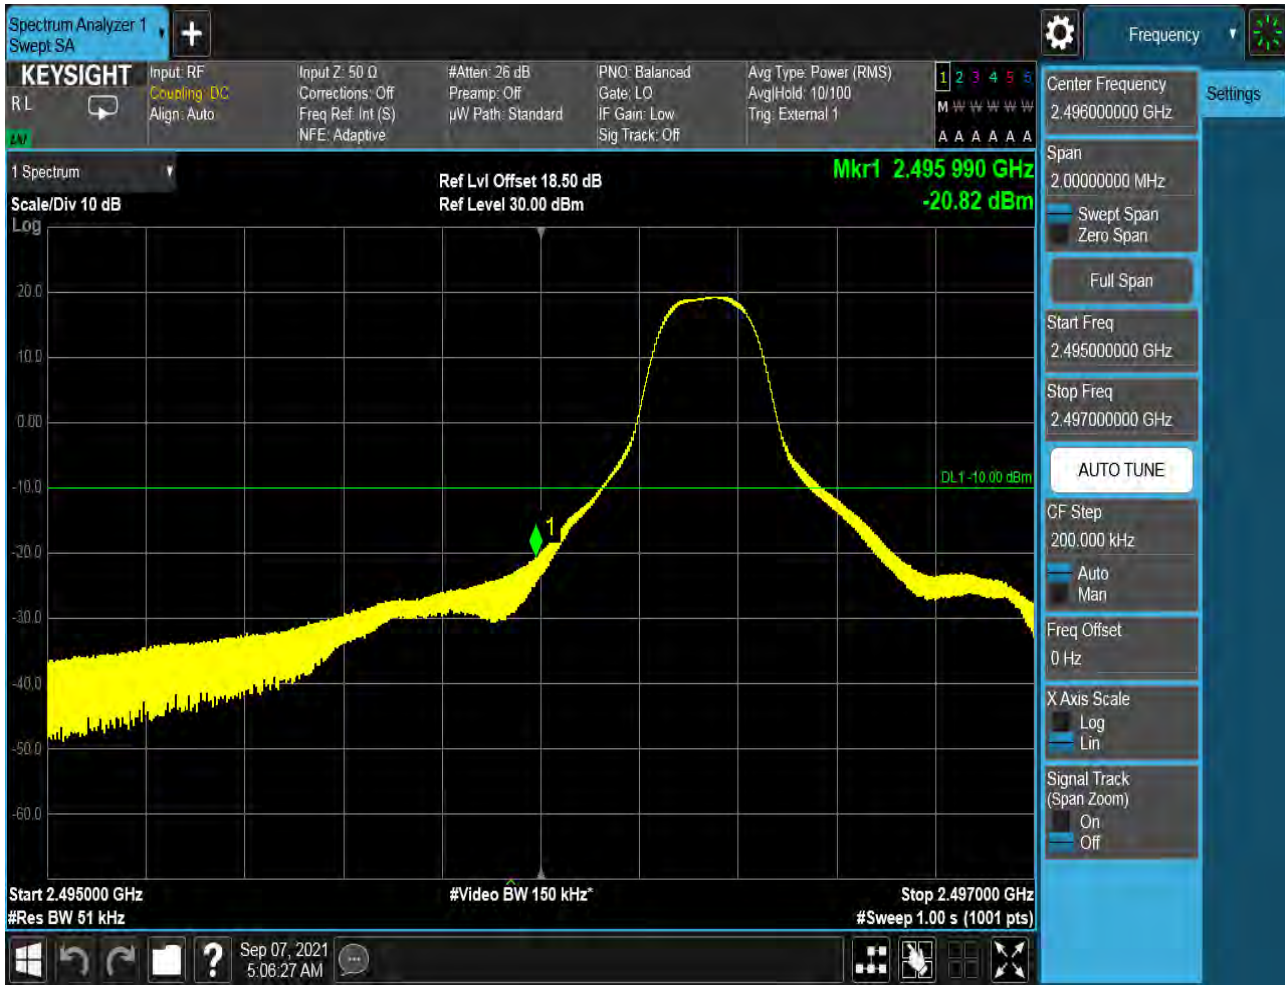 Spectrum Analyzer 1
Swept SA
+
Frequency
KEYSIGHT
R L
LXI
Input: RF
Coupling: DC
Align: Auto
Input Z: 50 Ω
Corrections: Off
Freq Ref: Int (S)
NFE: Adaptive
#Atten: 26 dB
Preamp: Off
µW Path: Standard
PNO: Balanced
Gate: LO
IF Gain: Low
Sig Track: Off
Avg Type: Power (RMS)
Avg|Hold: 10/100
Trig: External 1
1 2 3 4 5 6
M W W W W W
A A A A A A
1 Spectrum
Scale/Div 10 dB
Log
Ref Lvl Offset 18.50 dB
Ref Level 30.00 dBm
Mkr1 2.495 990 GHz
-20.82 dBm
20.0
10.0
0.00
-10.0
-20.0
-30.0
-40.0
-50.0
-60.0
DL1 -10.00 dBm
1
Start 2.495000 GHz
#Res BW 51 kHz
#Video BW 150 kHz*
Stop 2.497000 GHz
#Sweep 1.00 s (1001 pts)
Center Frequency
2.496000000 GHz
Settings
Span
2.00000000 MHz
Swept Span
Zero Span
Full Span
Start Freq
2.495000000 GHz
Stop Freq
2.497000000 GHz
AUTO TUNE
CF Step
200.000 kHz
Auto
Man
Freq Offset
0 Hz
X Axis Scale
Log
Lin
Signal Track
(Span Zoom)
On
Off
?
Sep 07, 2021
5:06:27 AM